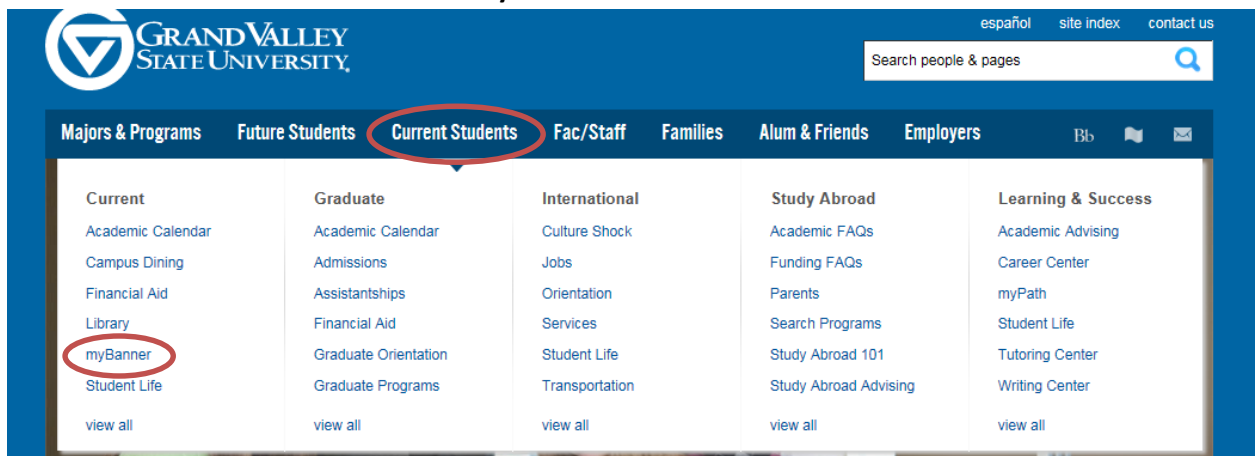 español site index contact us
GRAND VALLEY
STATE UNIVERSITY
Search people & pages
Majors & Programs Future Students Current Students Fac/Staff Families Alum & Friends Employers Bb
Current Graduate International Study Abroad Learning & Success
Academic Calendar Academic Calendar Culture Shock Academic FAQs Academic Advising
Campus Dining Admissions Jobs Funding FAQs Career Center
Financial Aid Assistantships Orientation Parents myPath
Library Financial Aid Services Search Programs Student Life
myBanner Graduate Orientation Student Life Study Abroad 101 Tutoring Center
Student Life Graduate Programs Transportation Study Abroad Advising Writing Center
view all view all view all view all view all